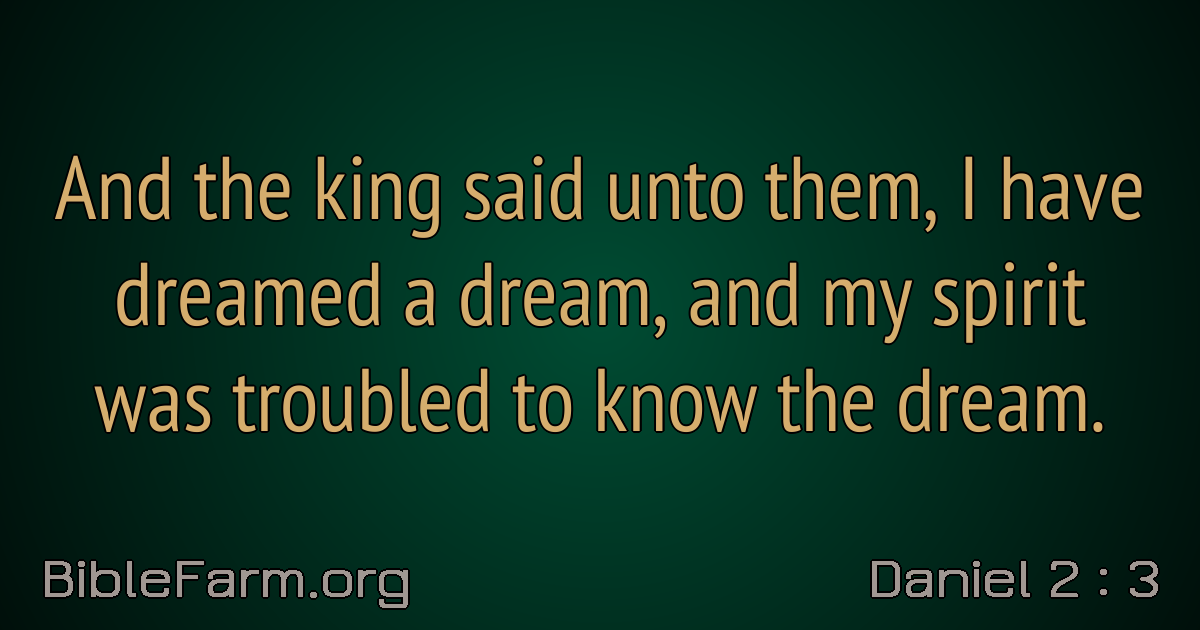 And the king said unto them, I have
dreamed a dream, and my spirit
was troubled to know the dream.
BibleFarm.org
Daniel 2 : 3